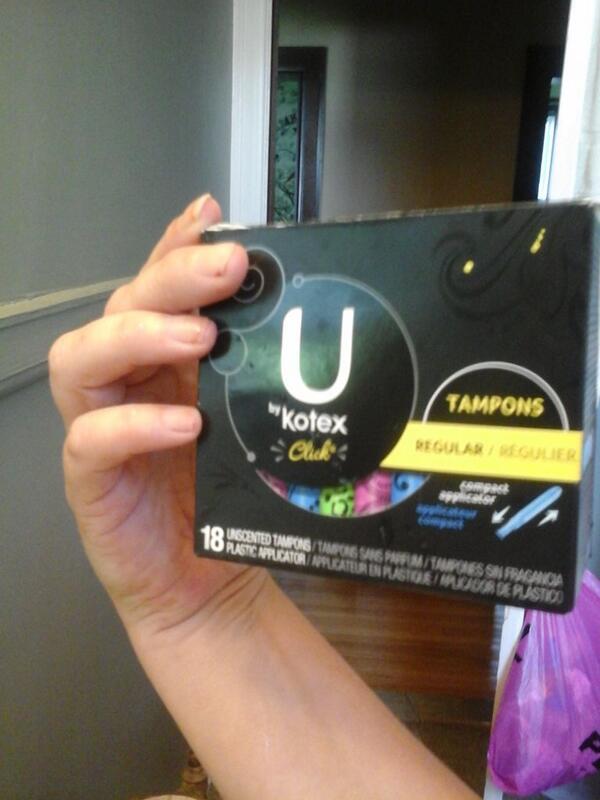 U
by Kotex
Click®
TAMPONS
REGULAR / RÉGULIER
compact
applicator
applicateur
compact
18 UNSCENTED TAMPONS / TAMPONS SANS PARFUM / TAMPONES SIN FRAGANCIA
PLASTIC APPLICATOR / APPLICATEUR EN PLASTIQUE / APLICADOR DE PLÁSTICO